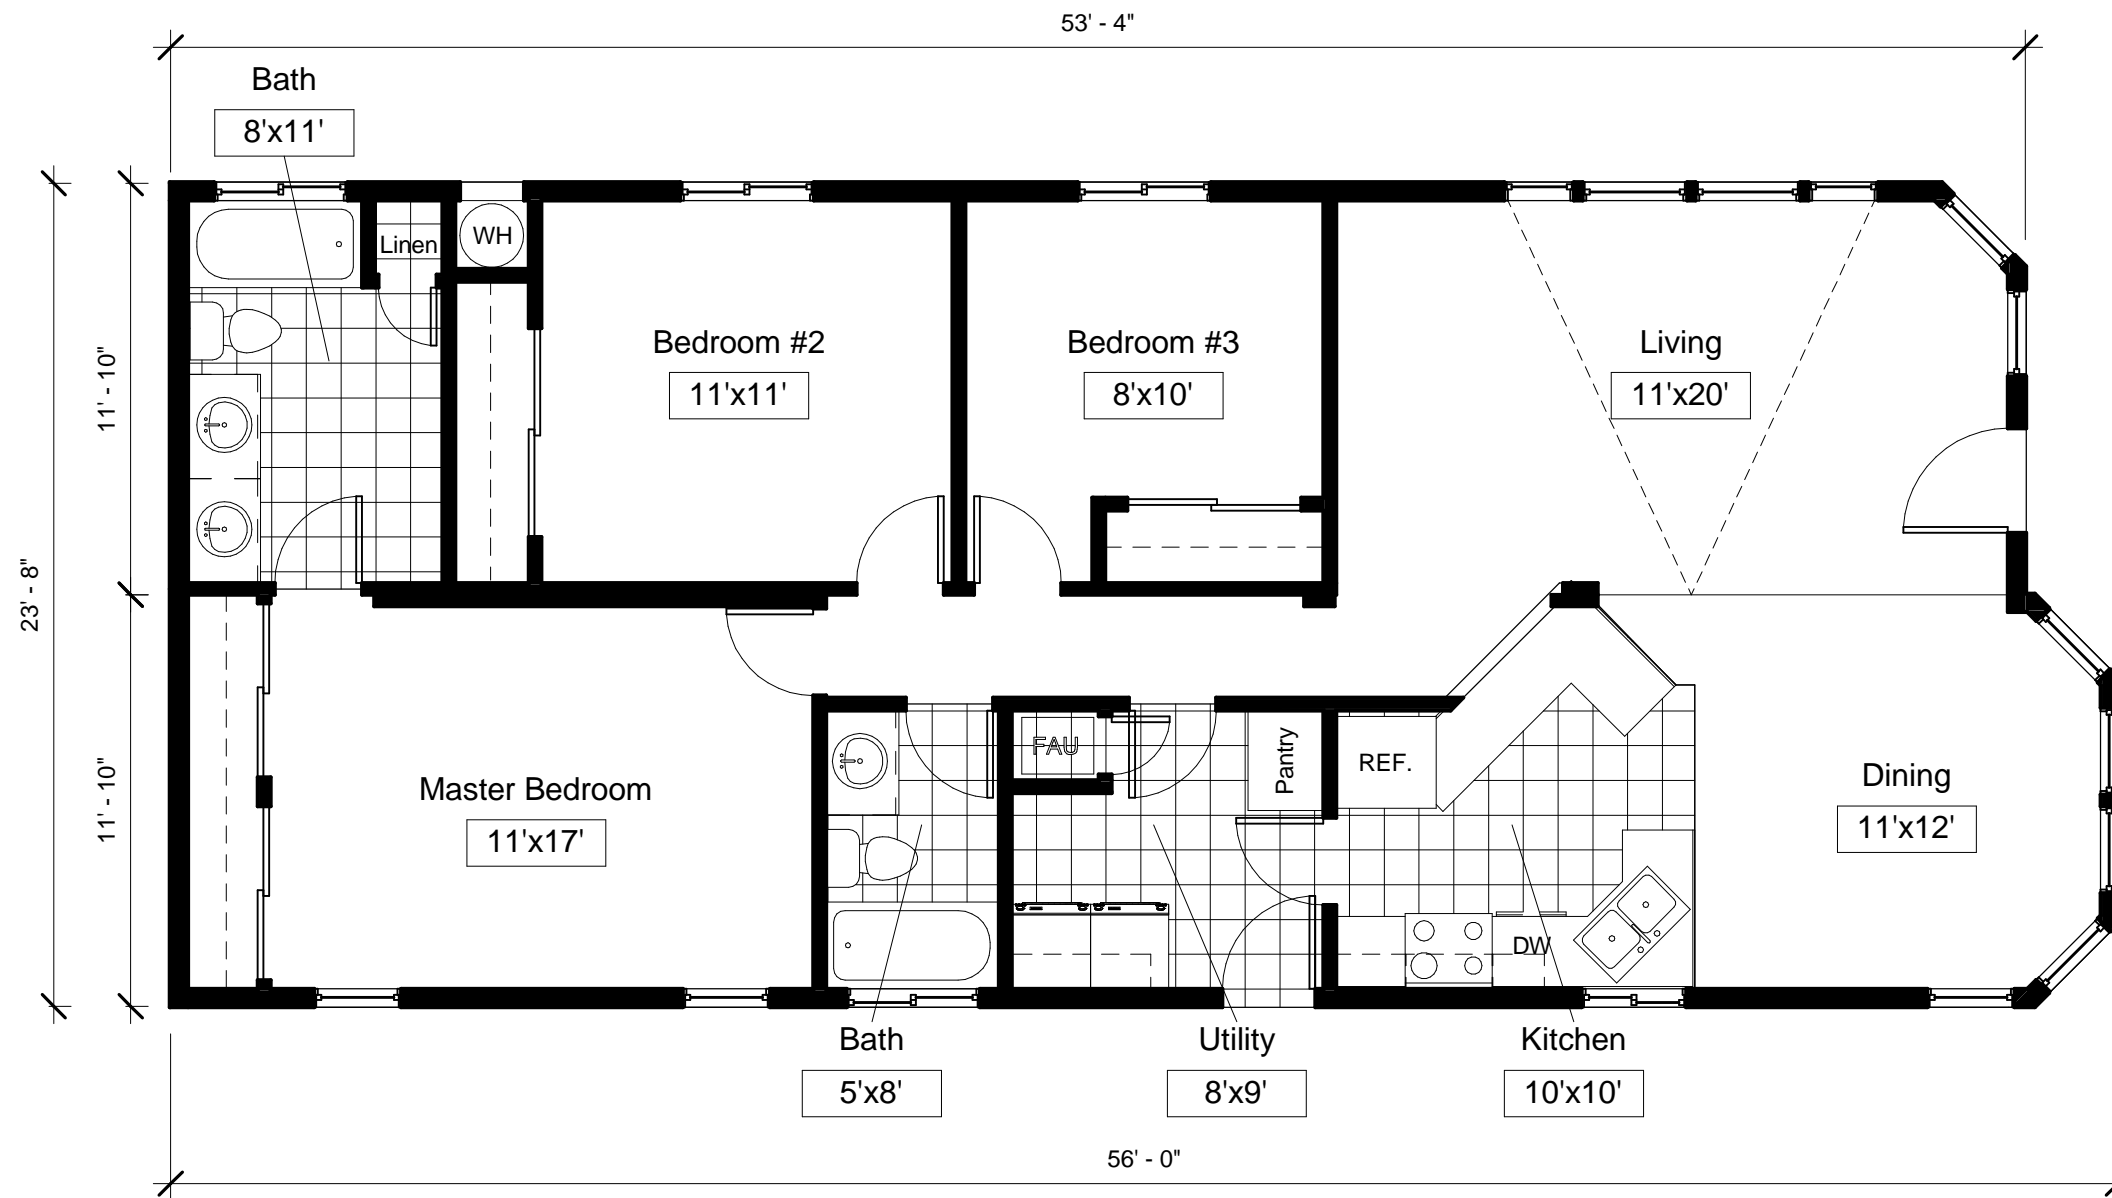 53' - 4"
Bath
8'x11'
Linen
WH
Bedroom #2
11'x11'
Bedroom #3
8'x10'
Living
11'x20'
11' - 10"
23' - 8"
11' - 10"
Master Bedroom
11'x17'
FAU
Pantry
REF.
Dining
11'x12'
DW
Bath
5'x8'
Utility
8'x9'
Kitchen
10'x10'
56' - 0"